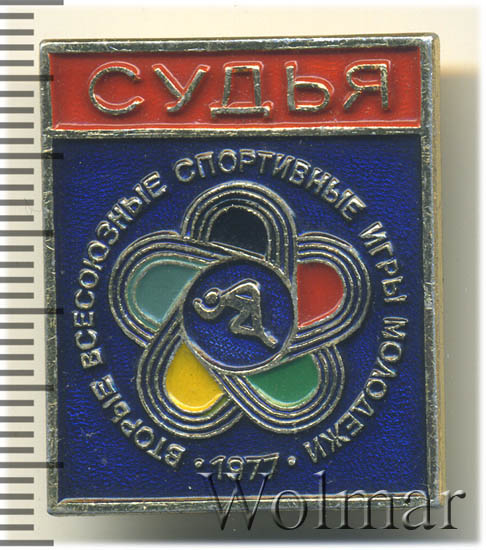 СУДЬЯ
ВТОРЫЕ ВСЕСОЮЗНЫЕ СПОРТИВНЫЕ ИГРЫ МОЛОДЕЖИ
· 1977 ·
Wolmar